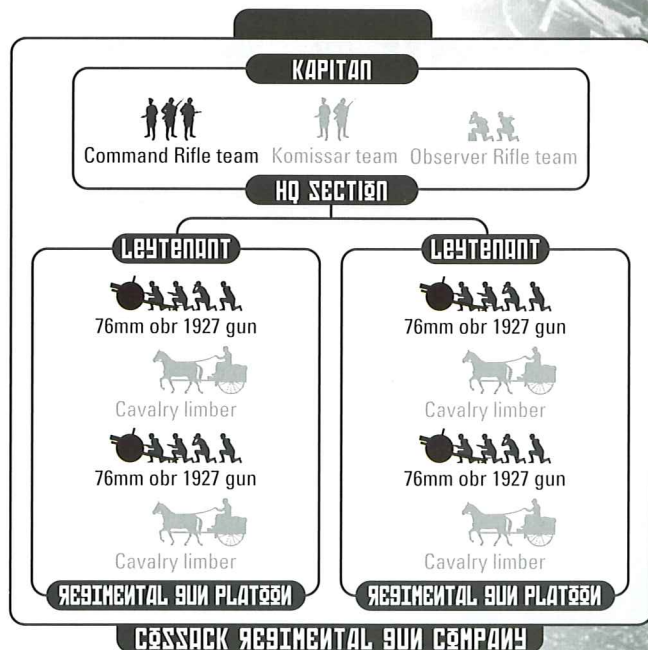 KAPITAN
Command Rifle team Komissar team Observer Rifle team
HQ SECTION
LEYTENANT
76mm obr 1927 gun
Cavalry limber
76mm obr 1927 gun
Cavalry limber
REGIMENTAL GUN PLATOON
LEYTENANT
76mm obr 1927 gun
Cavalry limber
76mm obr 1927 gun
Cavalry limber
REGIMENTAL GUN PLATOON
COSSACK REGIMENTAL GUN COMPANY